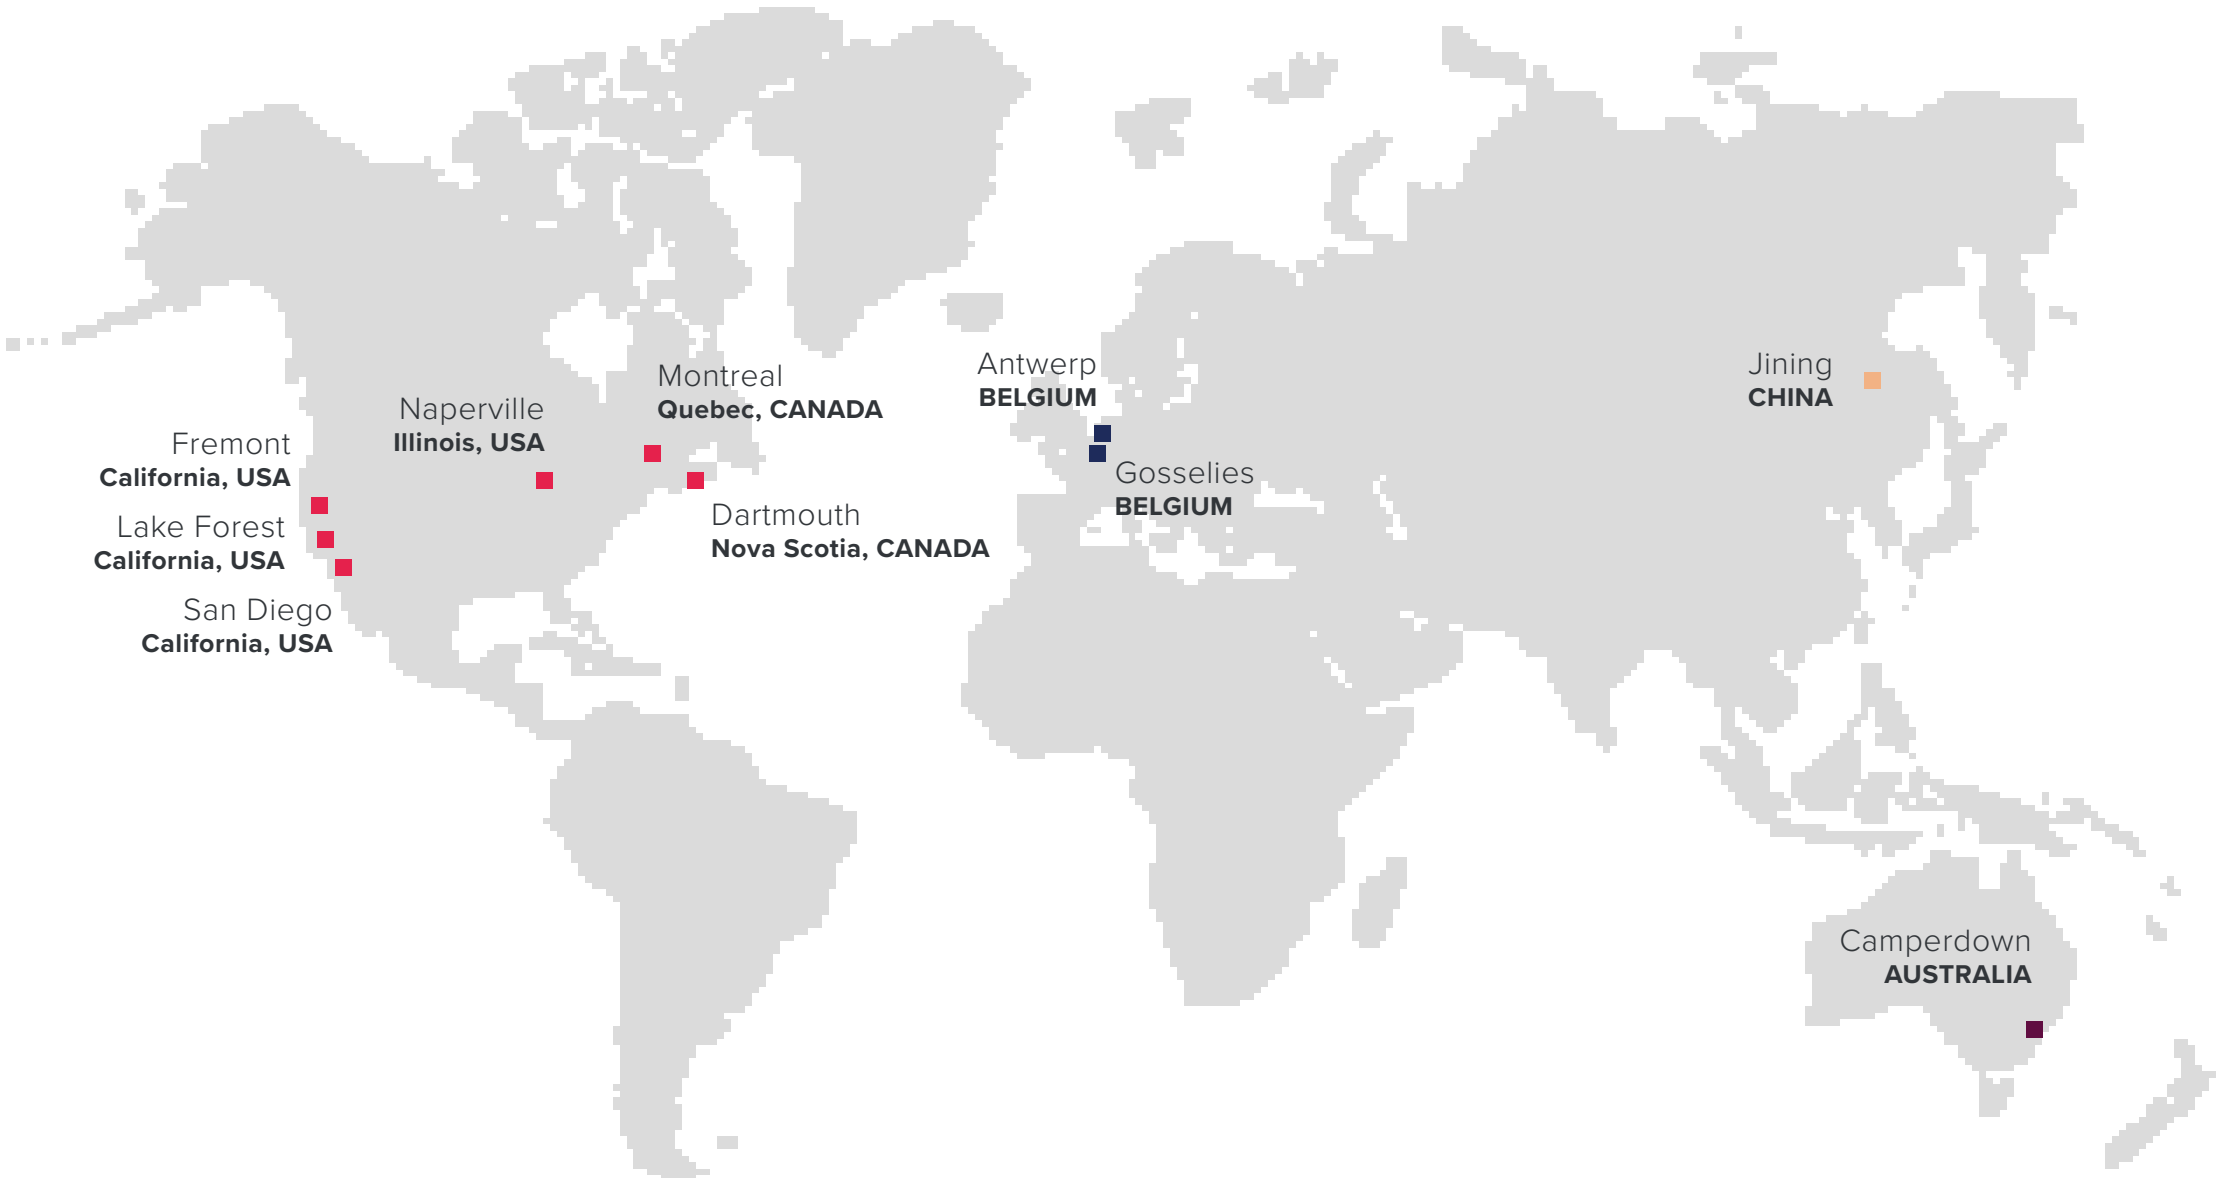 Fremont
California, USA
Lake Forest
California, USA
San Diego
California, USA
Naperville
Illinois, USA
Montreal
Quebec, CANADA
Dartmouth
Nova Scotia, CANADA
Antwerp
BELGIUM
Gosselies
BELGIUM
Jining
CHINA
Camperdown
AUSTRALIA